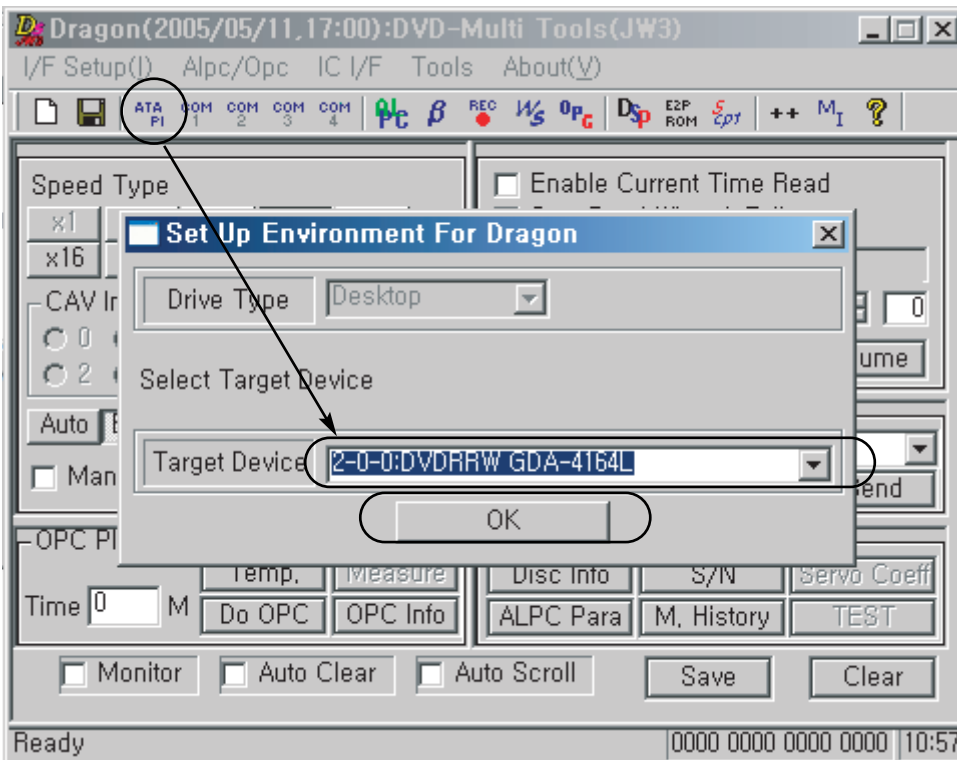 Dragon(2005/05/11,17:00):DVD-Multi Tools(JW3)
I/F Setup(I) Alpc/Opc IC I/F Tools About(V)
ATA PI COM 1 COM 2 COM 3 COM 4 β REC WS OPC DSp E2P ROM ++ MI ?
Speed Type
Enable Current Time Read
x1
Set Up Environment For Dragon
x16
Drive Type Desktop
CAV
0
0
2
ume
Select Target Device
Auto
Target Device 2-0-0:DVDRRW GDA-4164L
Man
end
OK
OPC
Temp, Measure Disc Info S/N Servo Coeff
Time 0 M Do OPC OPC Info ALPC Para M, History TEST
Monitor Auto Clear Auto Scroll Save Clear
Ready 0000 0000 0000 0000 10:57